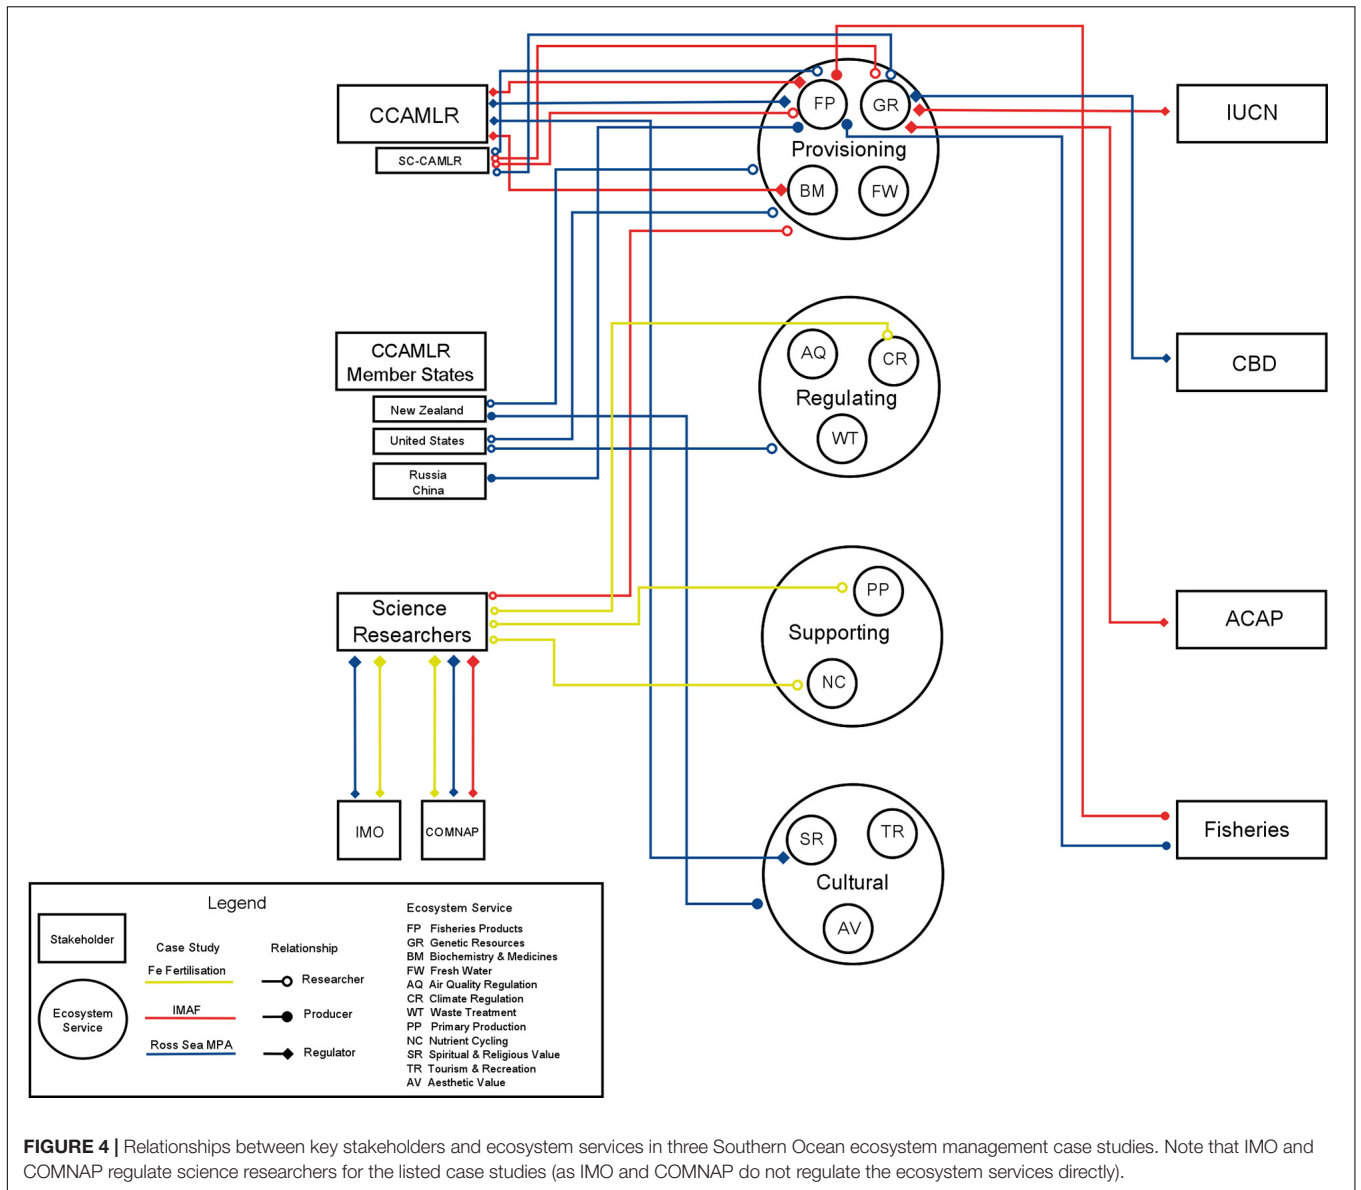 CCAMLR
SC-CAMLR
FP
GR
Provisioning
BM
FW
IUCN
CCAMLR
Member States
New Zealand
United States
Russia
China
AQ
CR
Regulating
WT
CBD
Science
Researchers
PP
Supporting
NC
ACAP
IMO
COMNAP
SR
TR
Cultural
AV
Fisheries
Legend
Stakeholder
Ecosystem
Service
Case Study
Fe Fertilisation
IMAF
Ross Sea MPA
Relationship
Researcher
Producer
Regulator
Ecosystem Service
FP Fisheries Products
GR Genetic Resources
BM Biochemistry & Medicines
FW Fresh Water
AQ Air Quality Regulation
CR Climate Regulation
WT Waste Treatment
PP Primary Production
NC Nutrient Cycling
SR Spiritual & Religious Value
TR Tourism & Recreation
AV Aesthetic Value
FIGURE 4 | Relationships between key stakeholders and ecosystem services in three Southern Ocean ecosystem management case studies. Note that IMO and
COMNAP regulate science researchers for the listed case studies (as IMO and COMNAP do not regulate the ecosystem services directly).